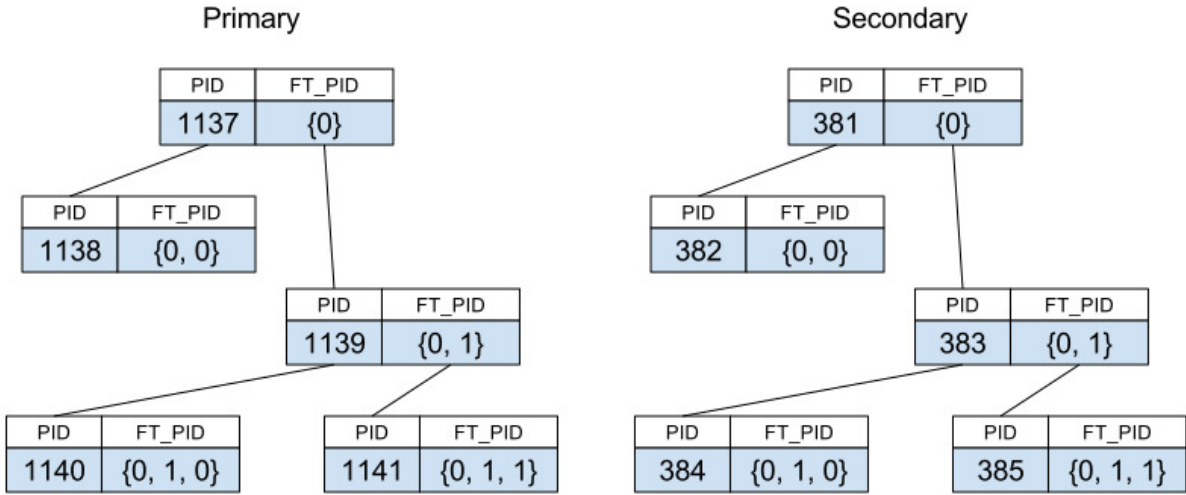 Primary
PID FT_PID
1137 {0}
PID FT_PID
1138 {0, 0}
PID FT_PID
1139 {0, 1}
PID FT_PID
1140 {0, 1, 0}
PID FT_PID
1141 {0, 1, 1}
Secondary
PID FT_PID
381 {0}
PID FT_PID
382 {0, 0}
PID FT_PID
383 {0, 1}
PID FT_PID
384 {0, 1, 0}
PID FT_PID
385 {0, 1, 1}